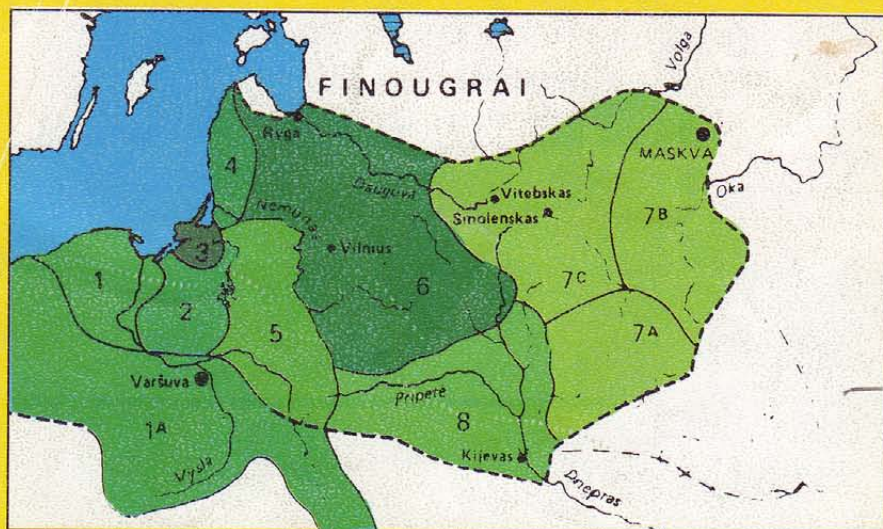 FINOUGRAI
Volga
Ryga
MASKVA
4
Dauguva
Vitebskas
Oka
Nemunas
Smolenskas
7B
3
Vilnius
1
6
7C
2
5
7A
Varšuva
Pripetė
1A
8
Vysla
Kijevas
Dnepras